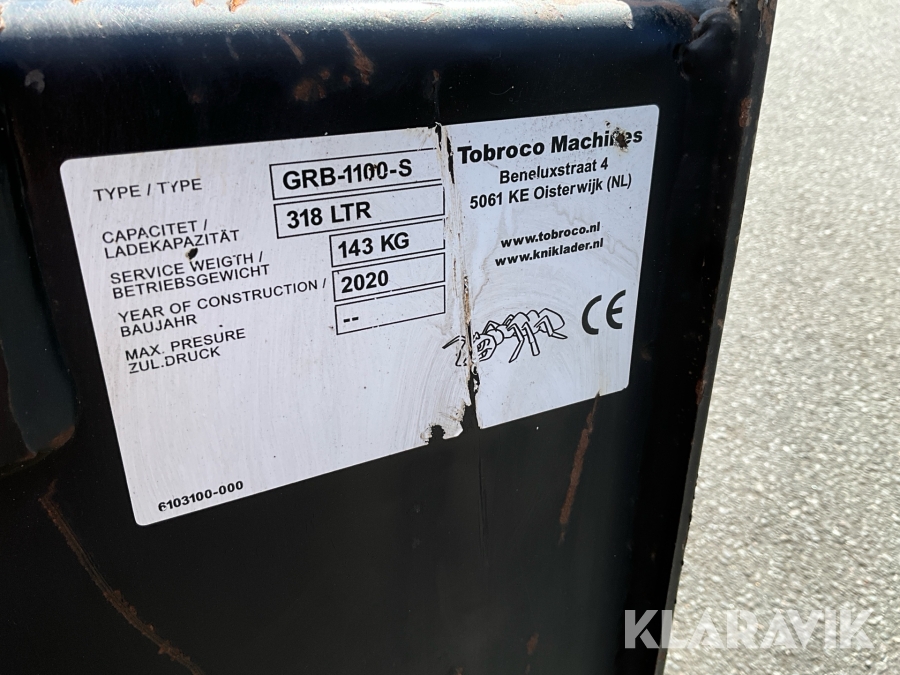 TYPE / TYPE
GRB-1100-S
CAPACITET /
LADEKAPAZITÄT
318 LTR
SERVICE WEIGTH /
BETRIEBSGEWICHT
143 KG
YEAR OF CONSTRUCTION /
BAUJAHR
2020
MAX. PRESURE
ZUL.DRUCK
--
6103100-000
Tobroco Machines
Beneluxstraat 4
5061 KE Oisterwijk (NL)
www.tobroco.nl
www.kniklader.nl
CE
KLARAVIK